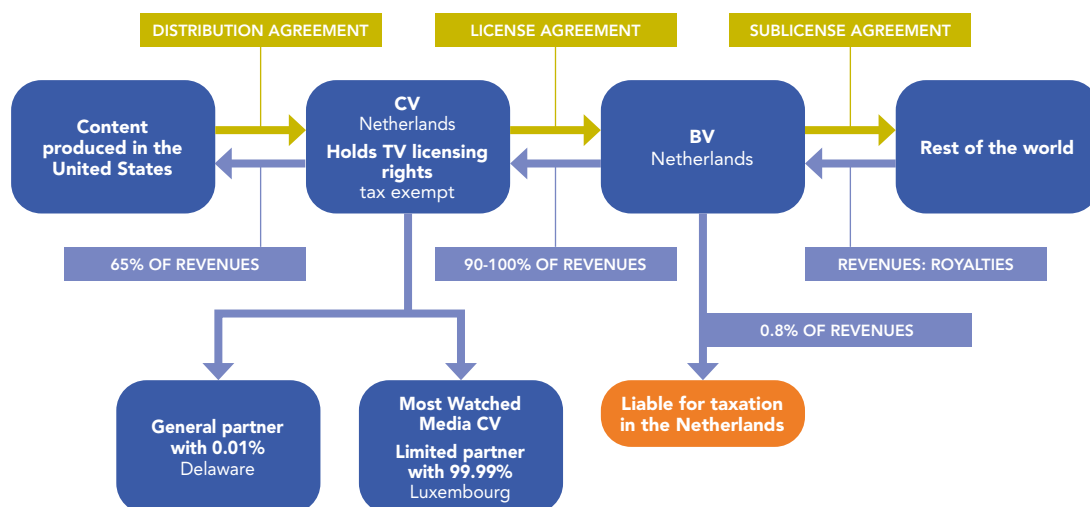 DISTRIBUTION AGREEMENT
LICENSE AGREEMENT
SUBLICENSE AGREEMENT
Content
produced in the
United States
CV
Netherlands
Holds TV licensing
rights
tax exempt
BV
Netherlands
Rest of the world
65% OF REVENUES
90-100% OF REVENUES
REVENUES: ROYALTIES
0.8% OF REVENUES
General partner
with 0.01%
Delaware
Most Watched
Media CV
Limited partner
with 99.99%
Luxembourg
Liable for taxation
in the Netherlands